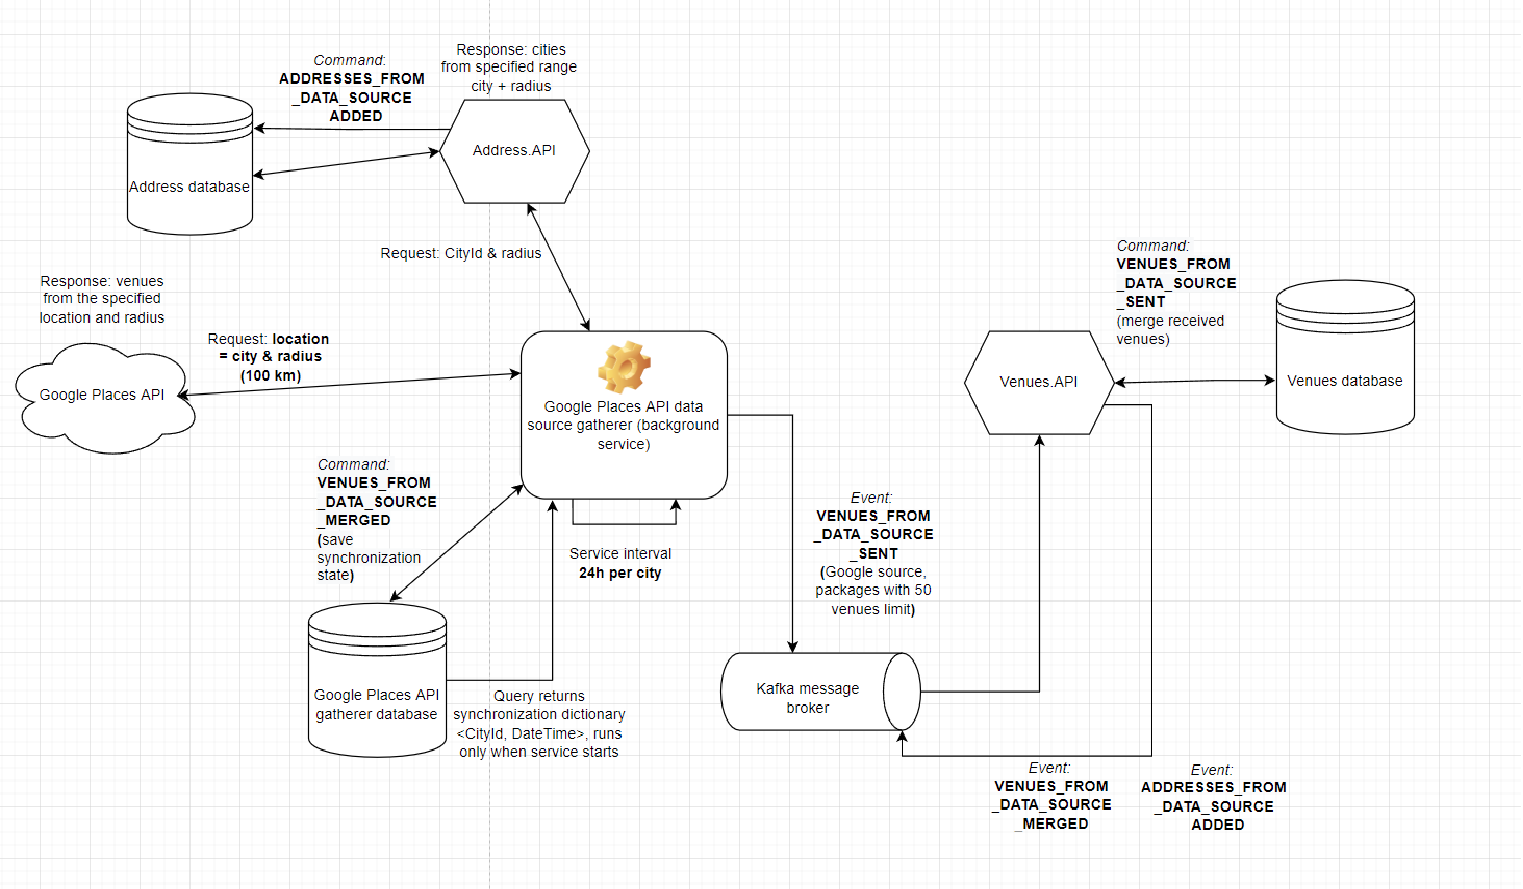 Command:
ADDRESSES_FROM
_DATA_SOURCE
ADDED
Response: cities
from specified range
city + radius
Address database
Address.API
Request: CityId & radius
Response: venues
from the specified
location and radius
Request: location
= city & radius
(100 km)
Google Places API
Google Places API data
source gatherer (background
service)
Command:
VENUES_FROM
_DATA_SOURCE
_SENT
(merge received
venues)
Venues.API
Venues database
Command:
VENUES_FROM
_DATA_SOURCE
_MERGED
(save
synchronization
state)
Service interval
24h per city
Event:
VENUES_FROM
_DATA_SOURCE
_SENT
(Google source,
packages with 50
venues limit)
Google Places API
gatherer database
Query returns
synchronization dictionary
<CityId, DateTime>, runs
only when service starts
Kafka message
broker
Event:
VENUES_FROM
_DATA_SOURCE
_MERGED
Event:
ADDRESSES_FROM
_DATA_SOURCE
ADDED